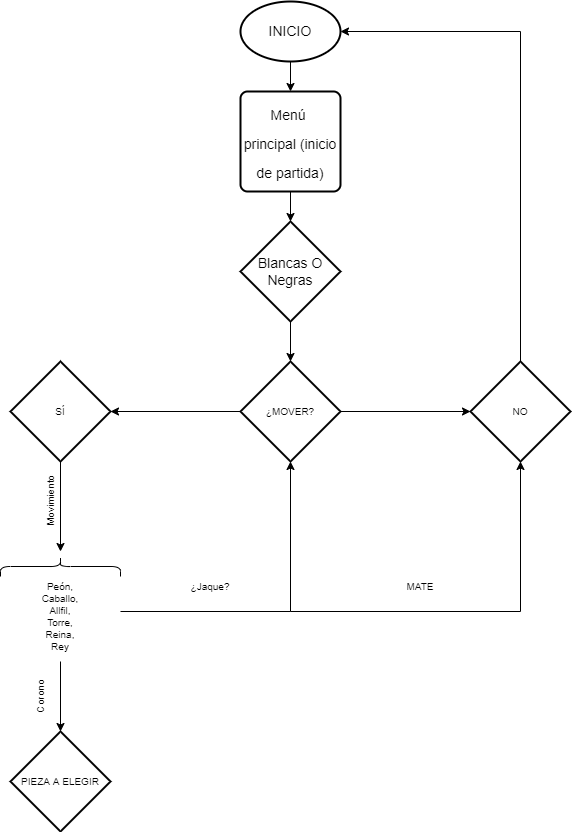 INICIO
Menú
principal (inicio
de partida)
Blancas O
Negras
SÍ
¿MOVER?
NO
Movimiento
Peón,
Caballo,
Allfil,
Torre,
Reina,
Rey
¿Jaque?
MATE
Corono
PIEZA A ELEGIR